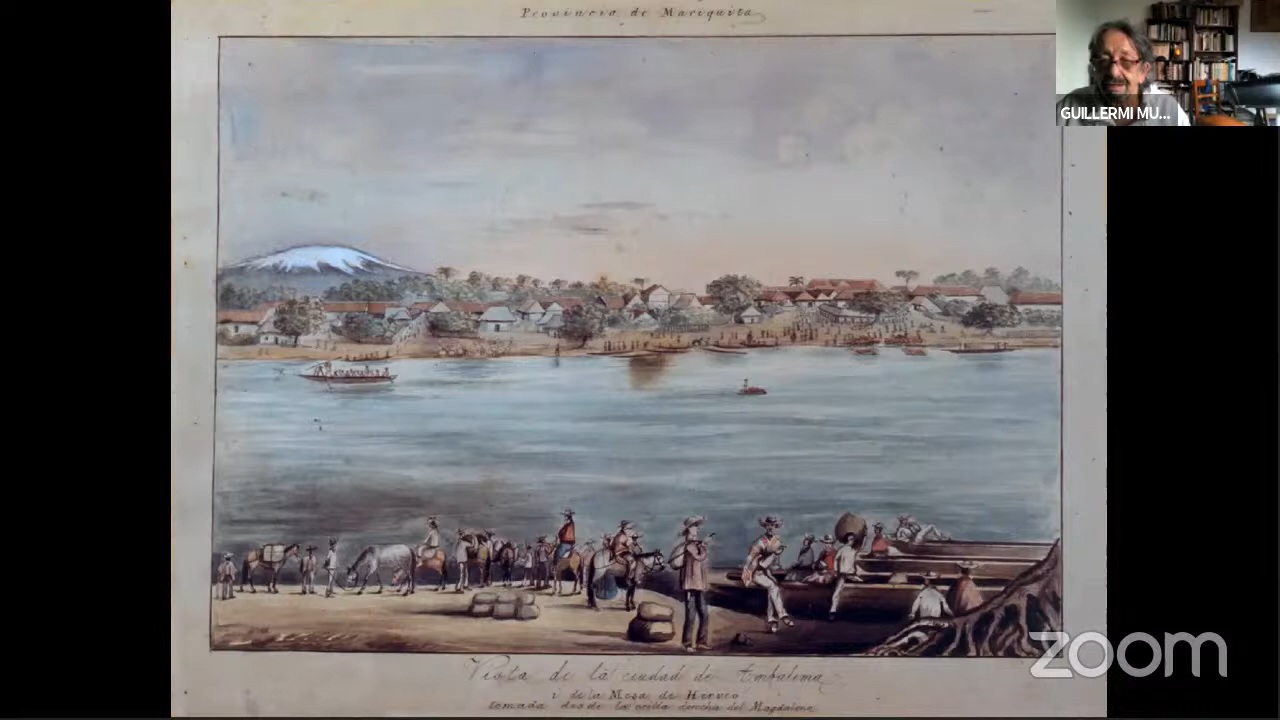 Provincia de Mariquita
GUILLERMI MU...
Vista de la ciudad de Ambalema
i de la Mesa de Herveo
tomada desde la orilla derecha del Magdalena
zoom